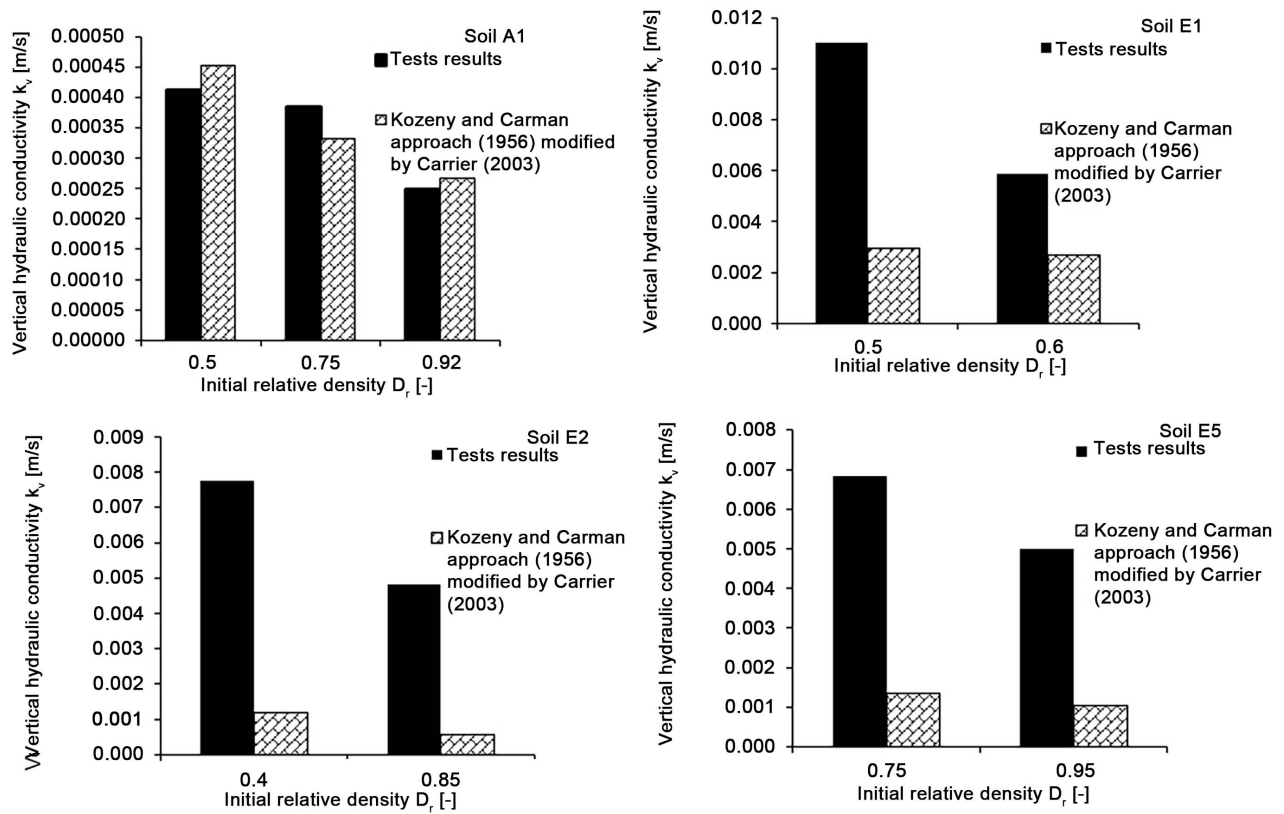 Vertical hydraulic conductivity kᵥ [m/s]
0.00050
0.00045
0.00040
0.00035
0.00030
0.00025
0.00020
0.00015
0.00010
0.00005
0.00000
Soil A1
Tests results
Kozeny and Carman
approach (1956) modified
by Carrier (2003)
0.5 0.75 0.92
Initial relative density Dᵣ [-]
Vertical hydraulic conductivity kᵥ [m/s]
0.012
0.010
0.008
0.006
0.004
0.002
0.000
Soil E1
Tests results
Kozeny and Carman
approach (1956)
modified by Carrier
(2003)
0.5 0.6
Initial relative density Dᵣ [-]
Vertical hydraulic conductivity kᵥ [m/s]
0.009
0.008
0.007
0.006
0.005
0.004
0.003
0.002
0.001
0.000
Soil E2
Tests results
Kozeny and Carman
approach (1956)
modified by Carrier
(2003)
0.4 0.85
Initial relative density Dᵣ [-]
Vertical hydraulic conductivity kᵥ [m/s]
0.008
0.007
0.006
0.005
0.004
0.003
0.002
0.001
0.000
Soil E5
Tests results
Kozeny and Carman
approach (1956)
modified by Carrier
(2003)
0.75 0.95
Initial relative density Dᵣ [-]